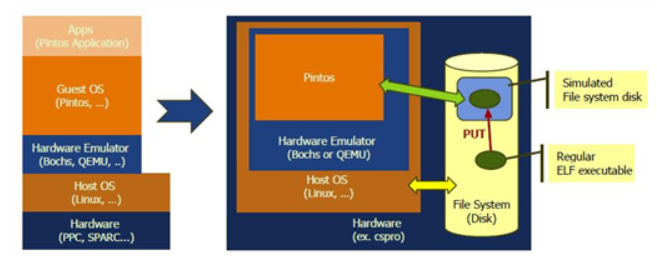 Apps
(Pintos Application)
Guest OS
(Pintos, ...)
Hardware Emulator
(Bochs, QEMU, ..)
Host OS
(Linux, ...)
Hardware
(PPC, SPARC...)
Pintos
Hardware Emulator
(Bochs or QEMU)
Host OS
(Linux, ...)
Hardware
(ex. cspro)
PUT
File System
(Disk)
Simulated
File system disk
Regular
ELF executable